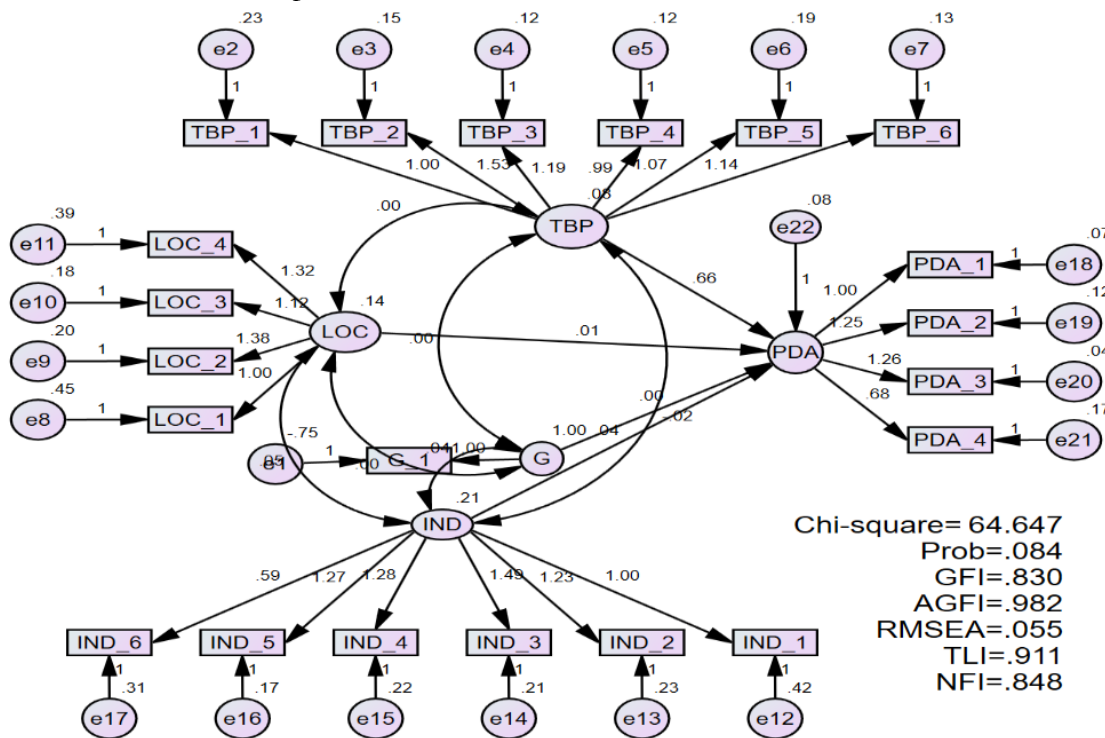 .23 .15 .12 .12 .19 .13
e2 e3 e4 e5 e6 e7
1 1 1 1 1 1
TBP_1 TBP_2 TBP_3 TBP_4 TBP_5 TBP_6
1.00 1.53 1.19 .99 1.07 1.14
.08
TBP
.00
.39
e11 1 LOC_4
.18
e10 1 LOC_3
.20
e9 1 LOC_2
.45
e8 1 LOC_1
1.32
1.12
1.38
1.00
.14
LOC
.00
.01
.66
.08
e22
1
PDA
1.00
1.25
1.26
.68
.07
PDA_1 1 e18
.12
PDA_2 1 e19
.04
PDA_3 1 e20
.17
PDA_4 1 e21
.00
.02
1.00 .04
-.75
.05
e1 1 G_1 .04 1.00 G
.00
.21
IND
.59 1.27 1.28 1.49 1.23 1.00
IND_6 IND_5 IND_4 IND_3 IND_2 IND_1
1 1 1 1 1 1
.31 .17 .22 .21 .23 .42
e17 e16 e15 e14 e13 e12
Chi-square= 64.647
Prob=.084
GFI=.830
AGFI=.982
RMSEA=.055
TLI=.911
NFI=.848